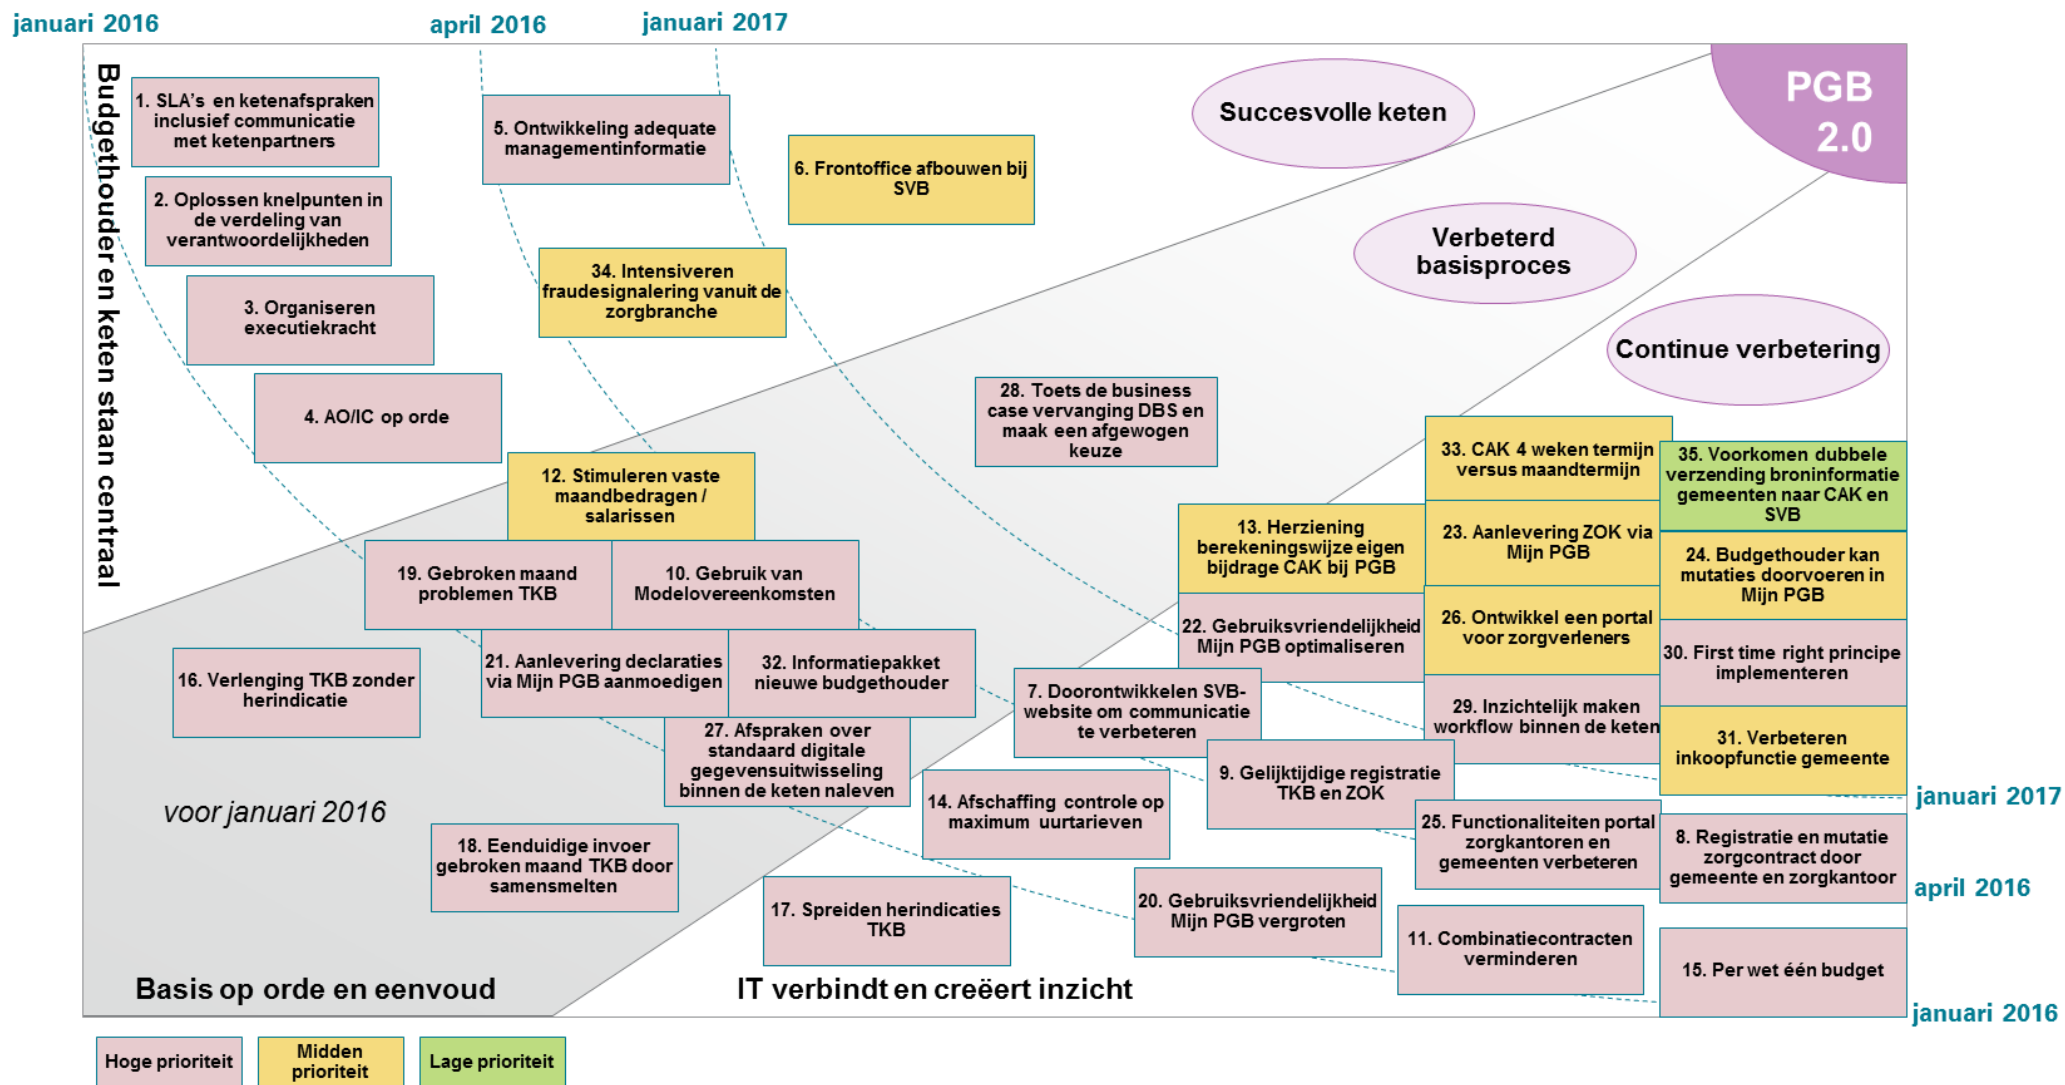 januari 2016
april 2016
januari 2017
Budgethouder en keten staan centraal
1. SLA's en ketenafspraken
inclusief communicatie
met ketenpartners
2. Oplossen knelpunten in
de verdeling van
verantwoordelijkheden
3. Organiseren
executiekracht
4. AO/IC op orde
5. Ontwikkeling adequate
managementinformatie
6. Frontoffice afbouwen bij
SVB
34. Intensiveren
fraudesignalering vanuit de
zorgbranche
Succesvolle keten
PGB
2.0
Verbeterd
basisproces
Continue verbetering
28. Toets de business
case vervanging DBS en
maak een afgewogen
keuze
12. Stimuleren vaste
maandbedragen /
salarissen
19. Gebroken maand
problemen TKB
10. Gebruik van
Modelovereenkomsten
21. Aanlevering declaraties
via Mijn PGB aanmoedigen
32. Informatiepakket
nieuwe budgethouder
16. Verlenging TKB zonder
herindicatie
27. Afspraken over
standaard digitale
gegevensuitwisseling
binnen de keten naleven
voor januari 2016
18. Eenduidige invoer
gebroken maand TKB door
samensmelten
13. Herziening
berekeningswijze eigen
bijdrage CAK bij PGB
22. Gebruiksvriendelijkheid
Mijn PGB optimaliseren
33. CAK 4 weken termijn
versus maandtermijn
23. Aanlevering ZOK via
Mijn PGB
26. Ontwikkel een portal
voor zorgverleners
29. Inzichtelijk maken
workflow binnen de keten
35. Voorkomen dubbele
verzending broninformatie
gemeenten naar CAK en
SVB
24. Budgethouder kan
mutaties doorvoeren in
Mijn PGB
30. First time right principe
implementeren
31. Verbeteren
inkoopfunctie gemeente
7. Doorontwikkelen SVB-
website om communicatie
te verbeteren
9. Gelijktijdige registratie
TKB en ZOK
14. Afschaffing controle op
maximum uurtarieven
25. Functionaliteiten portal
zorgkantoren en
gemeenten verbeteren
8. Registratie en mutatie
zorgcontract door
gemeente en zorgkantoor
17. Spreiden herindicaties
TKB
20. Gebruiksvriendelijkheid
Mijn PGB vergroten
11. Combinatiecontracten
verminderen
15. Per wet één budget
januari 2017
april 2016
januari 2016
Basis op orde en eenvoud
IT verbindt en creëert inzicht
Hoge prioriteit
Midden
prioriteit
Lage prioriteit